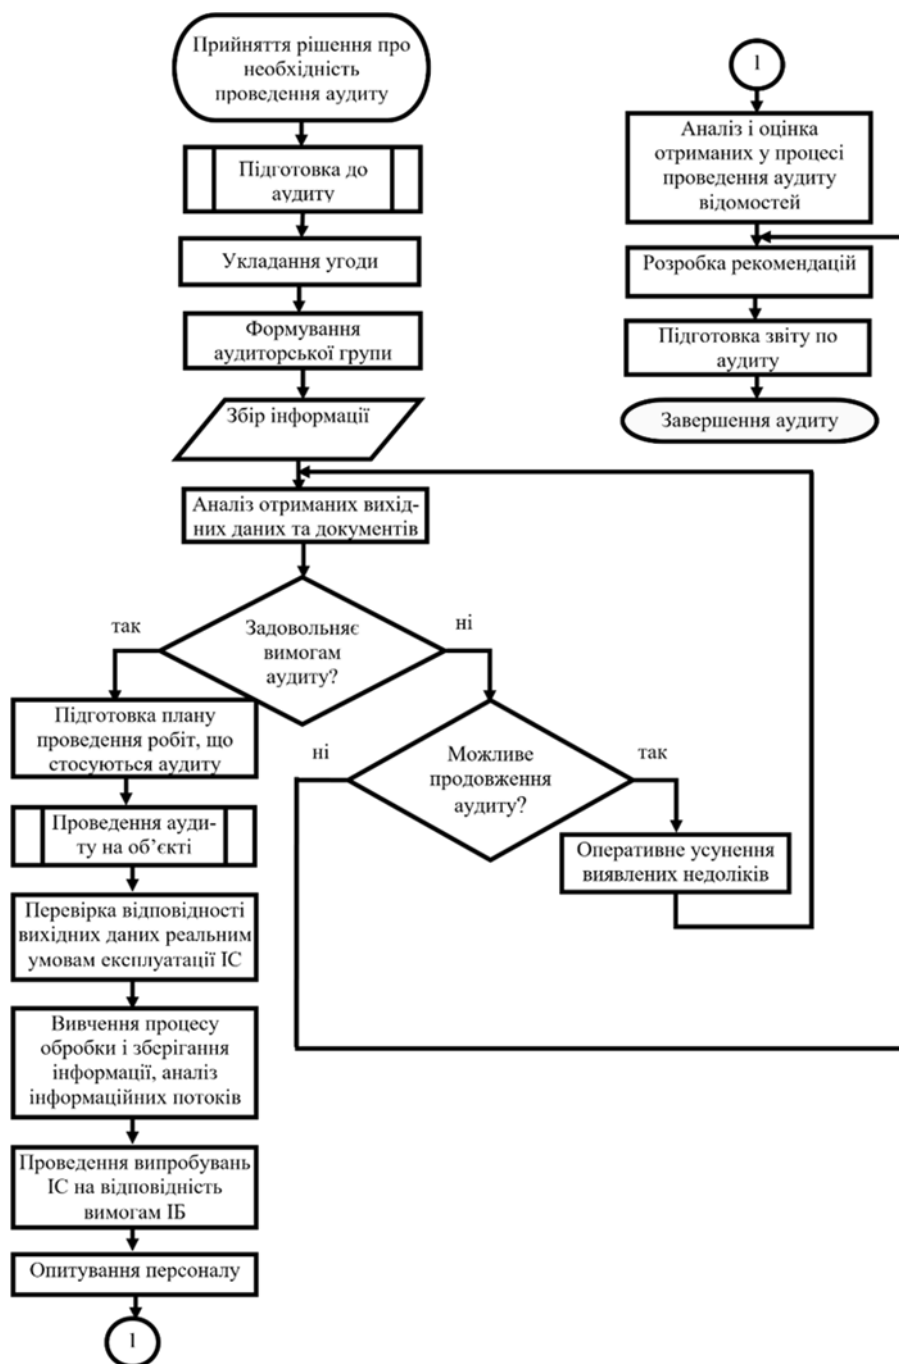 Прийняття рішення про
необхідність
проведення аудиту
Підготовка до
аудиту
Укладання угоди
Формування
аудиторської групи
Збір інформації
Аналіз отриманих вихід-
них даних та документів
так
Задовольняє
вимогам
аудиту?
ні
Підготовка плану
проведення робіт, що
стосуються аудиту
ні
Можливе
продовження
аудиту?
так
Проведення ауди-
ту на об’єкті
Оперативне усунення
виявлених недоліків
Перевірка відповідності
вихідних даних реальним
умовам експлуатації ІС
Вивчення процесу
обробки і зберігання
інформації, аналіз
інформаційних потоків
Проведення випробувань
ІС на відповідність
вимогам ІБ
Опитування персоналу
1
1
Аналіз і оцінка
отриманих у процесі
проведення аудиту
відомостей
Розробка рекомендацій
Підготовка звіту по
аудиту
Завершення аудиту